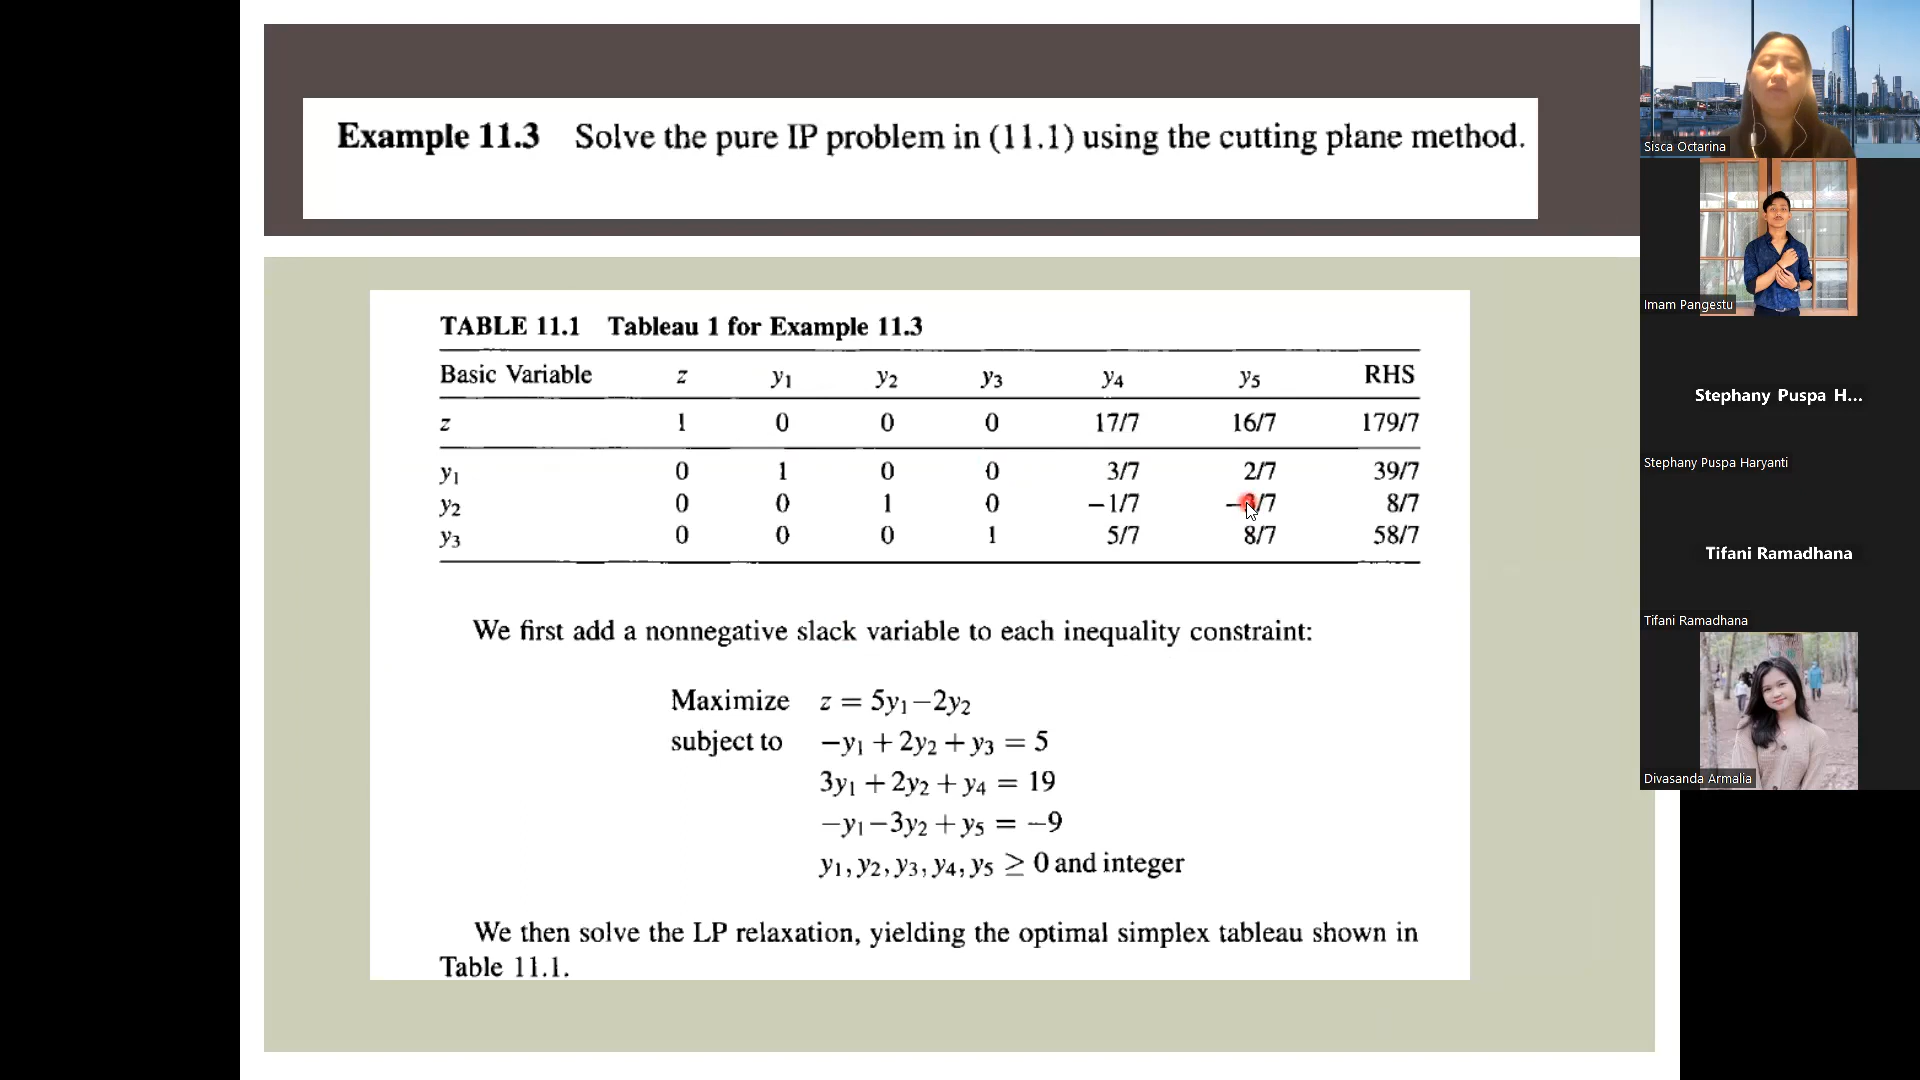 Example 11.3 Solve the pure IP problem in (11.1) using the cutting plane method.
TABLE 11.1 Tableau 1 for Example 11.3
Basic Variable z y1 y2 y3 y4 y5 RHS
z 1 0 0 0 17/7 16/7 179/7
y1 0 1 0 0 3/7 2/7 39/7
y2 0 0 1 0 −1/7 /7 8/7
y3 0 0 0 1 5/7 8/7 58/7
We first add a nonnegative slack variable to each inequality constraint:
Maximize z = 5y1−2y2
subject to −y1 + 2y2 + y3 = 5
3y1 + 2y2 + y4 = 19
−y1−3y2 + y5 = −9
y1, y2, y3, y4, y5 ≥ 0 and integer
We then solve the LP relaxation, yielding the optimal simplex tableau shown in
Table 11.1.
Sisca Octarina
Imam Pangestu
Stephany Puspa H...
Stephany Puspa Haryanti
Tifani Ramadhana
Tifani Ramadhana
Divasanda Armalia